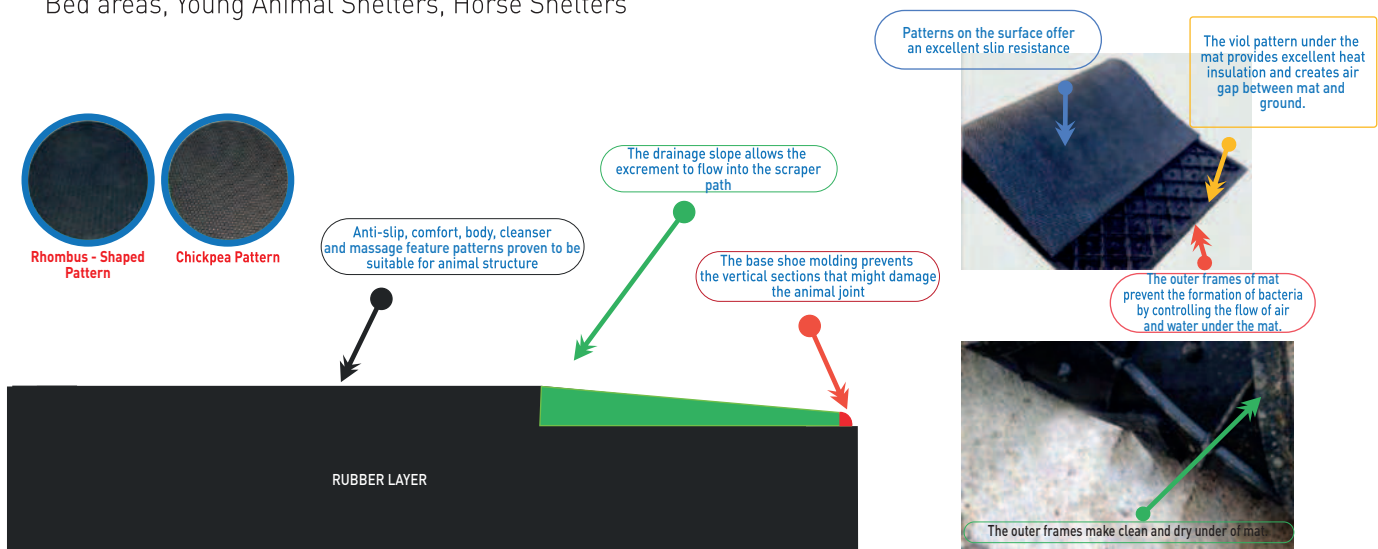 Bed areas, Young Animal Shelters, Horse Shelters
Patterns on the surface offer
an excellent slip resistance
The viol pattern under the
mat provides excellent heat
insulation and creates air
gap between mat and
ground.
The drainage slope allows the
excrement to flow into the scraper
path
Anti-slip, comfort, body, cleanser
and massage feature patterns proven to be
suitable for animal structure
Rhombus - Shaped
Pattern
Chickpea Pattern
The base shoe molding prevents
the vertical sections that might damage
the animal joint
The outer frames of mat
prevent the formation of bacteria
by controlling the flow of air
and water under the mat.
RUBBER LAYER
The outer frames make clean and dry under of mat.